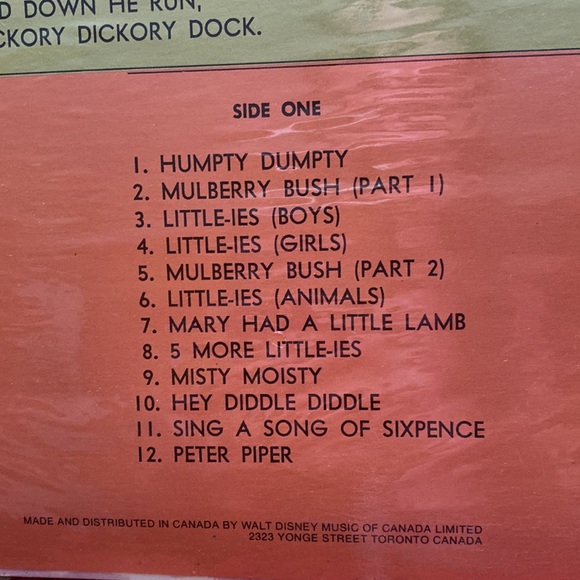 D DOWN HE RUN,
CKORY DICKORY DOCK.
SIDE ONE
1. HUMPTY DUMPTY
2. MULBERRY BUSH (PART 1)
3. LITTLE-IES (BOYS)
4. LITTLE-IES (GIRLS)
5. MULBERRY BUSH (PART 2)
6. LITTLE-IES (ANIMALS)
7. MARY HAD A LITTLE LAMB
8. 5 MORE LITTLE-IES
9. MISTY MOISTY
10. HEY DIDDLE DIDDLE
11. SING A SONG OF SIXPENCE
12. PETER PIPER
MADE AND DISTRIBUTED IN CANADA BY WALT DISNEY MUSIC OF CANADA LIMITED
2323 YONGE STREET TORONTO CANADA